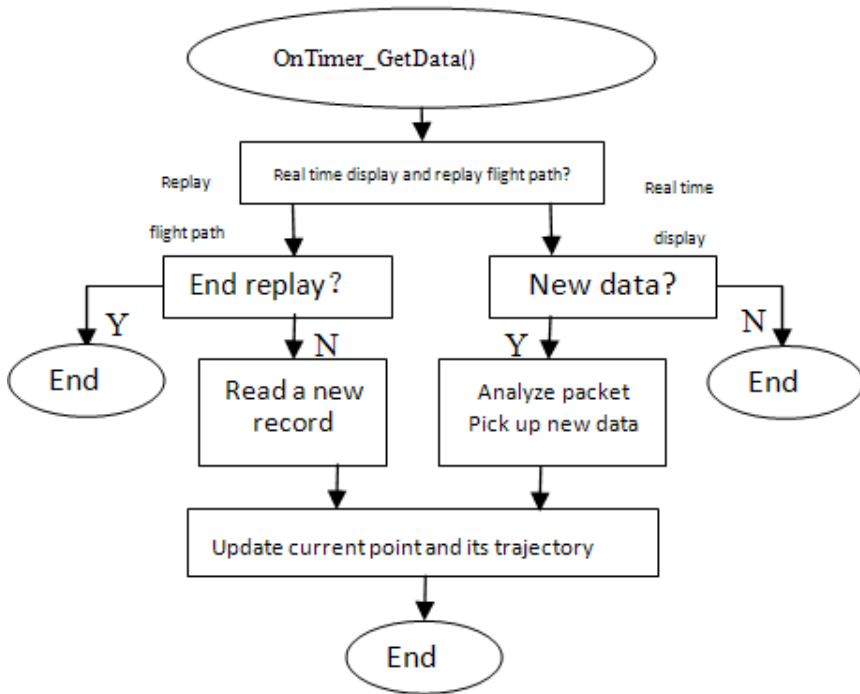 OnTimer_GetData()
Real time display and replay flight path?
Replay
flight path
Real time
display
End replay?
New data?
Y
N
Y
N
End
Read a new
record
Analyze packet
Pick up new data
End
Update current point and its trajectory
End